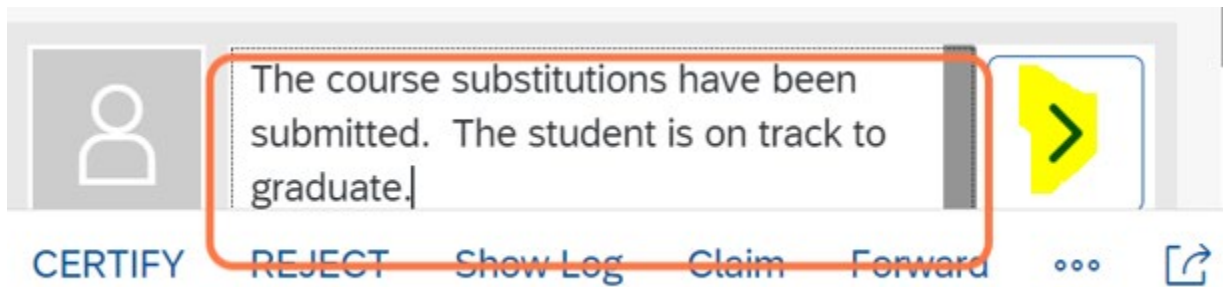 The course substitutions have been
submitted.  The student is on track to
graduate.
CERTIFY REJECT Show Log Claim Forward